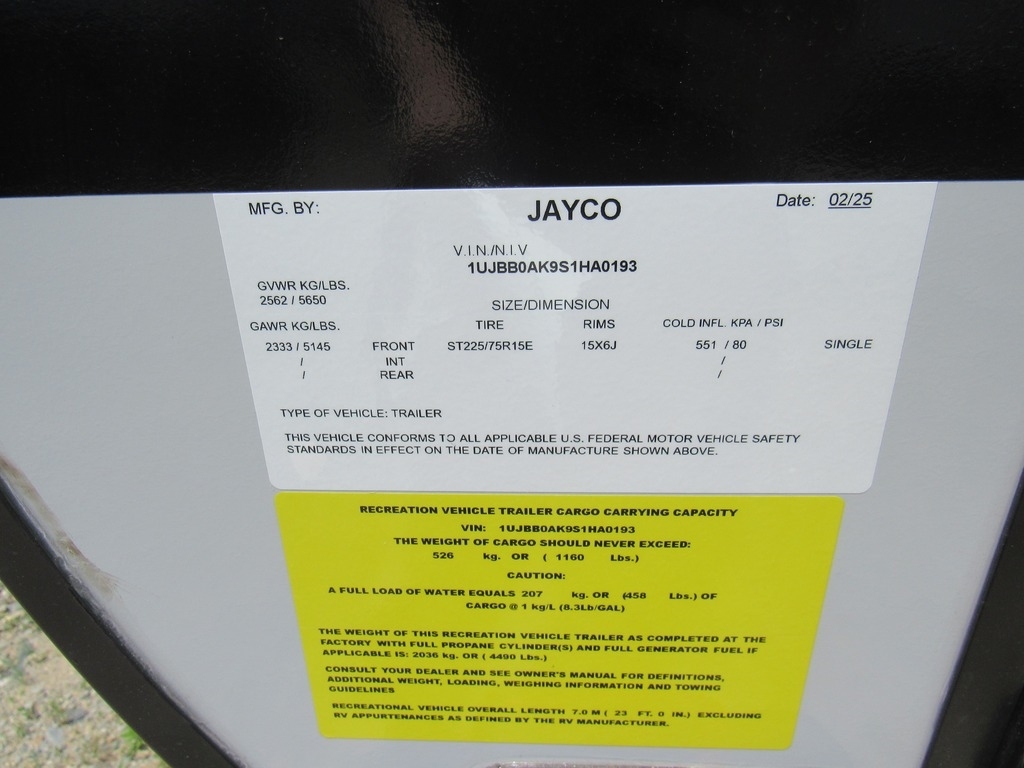 MFG. BY: JAYCO Date: 02/25
V.I.N./N.I.V
1UJBB0AK9S1HA0193
GVWR KG/LBS.
2562 / 5650
SIZE/DIMENSION
GAWR KG/LBS. TIRE RIMS COLD INFL. KPA / PSI
2333 / 5145 FRONT ST225/75R15E 15X6J 551 / 80 SINGLE
/ INT /
/ REAR /
TYPE OF VEHICLE: TRAILER
THIS VEHICLE CONFORMS TO ALL APPLICABLE U.S. FEDERAL MOTOR VEHICLE SAFETY
STANDARDS IN EFFECT ON THE DATE OF MANUFACTURE SHOWN ABOVE.
RECREATION VEHICLE TRAILER CARGO CARRYING CAPACITY
VIN: 1UJBB0AK9S1HA0193
THE WEIGHT OF CARGO SHOULD NEVER EXCEED:
526 kg. OR ( 1160 Lbs.)
CAUTION:
A FULL LOAD OF WATER EQUALS 207 kg. OR (458 Lbs.) OF
CARGO @ 1 kg/L (8.3Lb/GAL)
THE WEIGHT OF THIS RECREATION VEHICLE TRAILER AS COMPLETED AT THE
FACTORY WITH FULL PROPANE CYLINDER(S) AND FULL GENERATOR FUEL IF
APPLICABLE IS: 2036 kg. OR ( 4490 Lbs.)
CONSULT YOUR DEALER AND SEE OWNER'S MANUAL FOR DEFINITIONS,
ADDITIONAL WEIGHT, LOADING, WEIGHING INFORMATION AND TOWING
GUIDELINES
RECREATIONAL VEHICLE OVERALL LENGTH 7.0 M ( 23 FT. 0 IN.) EXCLUDING
RV APPURTENANCES AS DEFINED BY THE RV MANUFACTURER.